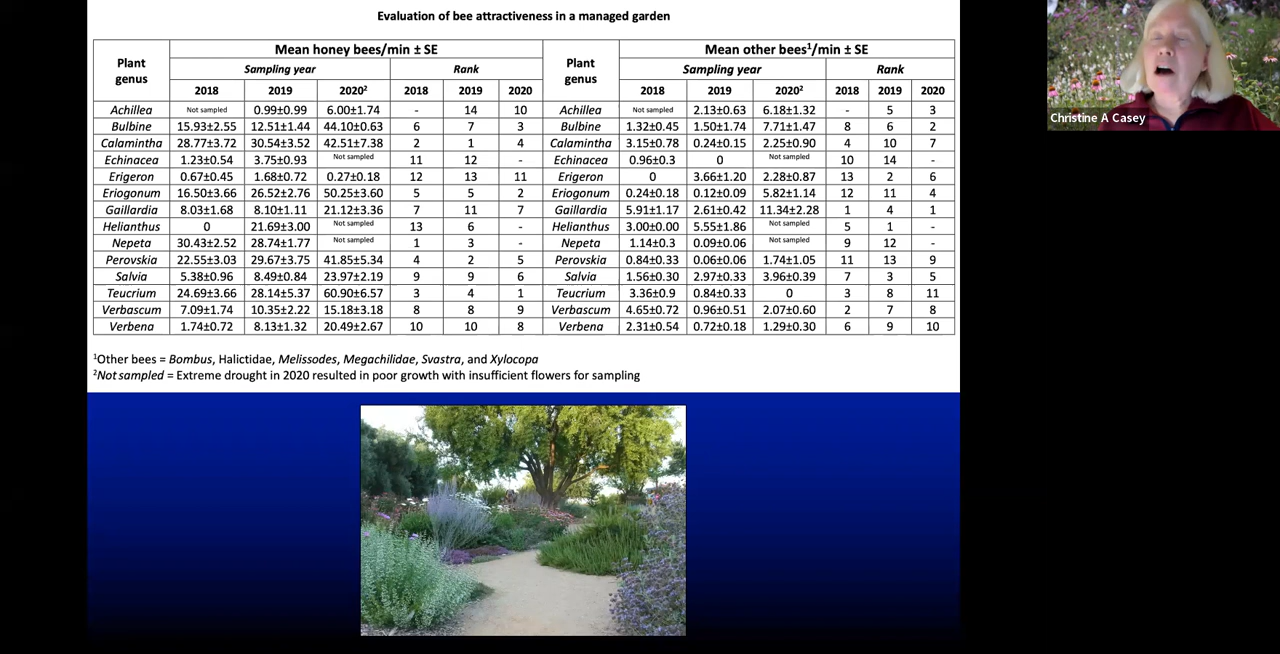 Evaluation of bee attractiveness in a managed garden
Plant genus Mean honey bees/min ± SE Plant genus Mean other bees¹/min ± SE
Sampling year Rank Sampling year Rank
2018 2019 2020² 2018 2019 2020 2018 2019 2020² 2018 2019 2020
Achillea Not sampled 0.99±0.99 6.00±1.74 - 14 10 Achillea Not sampled 2.13±0.63 6.18±1.32 - 5 3
Bulbine 15.93±2.55 12.51±1.44 44.10±0.63 6 7 3 Bulbine 1.32±0.45 1.50±1.74 7.71±1.47 8 6 2
Calamintha 28.77±3.72 30.54±3.52 42.51±7.38 2 1 4 Calamintha 3.15±0.78 0.24±0.15 2.25±0.90 4 10 7
Echinacea 1.23±0.54 3.75±0.93 Not sampled 11 12 - Echinacea 0.96±0.3 0 Not sampled 10 14 -
Erigeron 0.67±0.45 1.68±0.72 0.27±0.18 12 13 11 Erigeron 0 3.66±1.20 2.28±0.87 13 2 6
Eriogonum 16.50±3.66 26.52±2.76 50.25±3.60 5 5 2 Eriogonum 0.24±0.18 0.12±0.09 5.82±1.14 12 11 4
Gaillardia 8.03±1.68 8.10±1.11 21.12±3.36 7 11 7 Gaillardia 5.91±1.17 2.61±0.42 11.34±2.28 1 4 1
Helianthus 0 21.69±3.00 Not sampled 13 6 - Helianthus 3.00±0.00 5.55±1.86 Not sampled 5 1 -
Nepeta 30.43±2.52 28.74±1.77 Not sampled 1 3 - Nepeta 1.14±0.3 0.09±0.06 Not sampled 9 12 -
Perovskia 22.55±3.03 29.67±3.75 41.85±5.34 4 2 5 Perovskia 0.84±0.33 0.06±0.06 1.74±1.05 11 13 9
Salvia 5.38±0.96 8.49±0.84 23.97±2.19 9 9 6 Salvia 1.56±0.30 2.97±0.33 3.96±0.39 7 3 5
Teucrium 24.69±3.66 28.14±5.37 60.90±6.57 3 4 1 Teucrium 3.36±0.9 0.84±0.33 0 3 8 11
Verbascum 7.09±1.74 10.35±2.22 15.18±3.18 8 8 9 Verbascum 4.65±0.72 0.96±0.51 2.07±0.60 2 7 8
Verbena 1.74±0.72 8.13±1.32 20.49±2.67 10 10 8 Verbena 2.31±0.54 0.72±0.18 1.29±0.30 6 9 10
¹Other bees = Bombus, Halictidae, Melissodes, Megachilidae, Svastra, and Xylocopa
²Not sampled = Extreme drought in 2020 resulted in poor growth with insufficient flowers for sampling
Christine A Casey